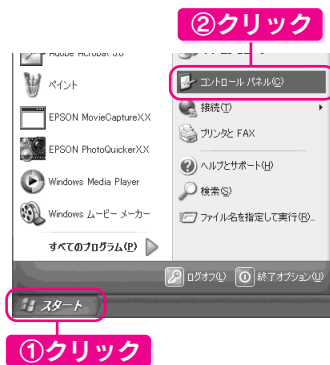 ②クリック
Adobe Acrobat 5.0
ペイント
EPSON MovieCaptureXX
EPSON PhotoQuickerXX
Windows Media Player
Windows ムービー メーカー
すべてのプログラム(P)
コントロール パネル(C)
接続(T)
プリンタと FAX
ヘルプとサポート(H)
検索(S)
ファイル名を指定して実行(R)...
ログオフ(L)
終了オプション(U)
スタート
①クリック